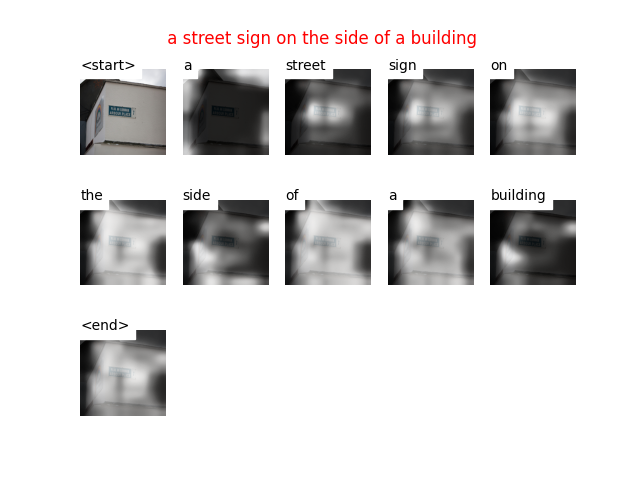 a street sign on the side of a building
<start> a street sign on
the side of a building
<end>